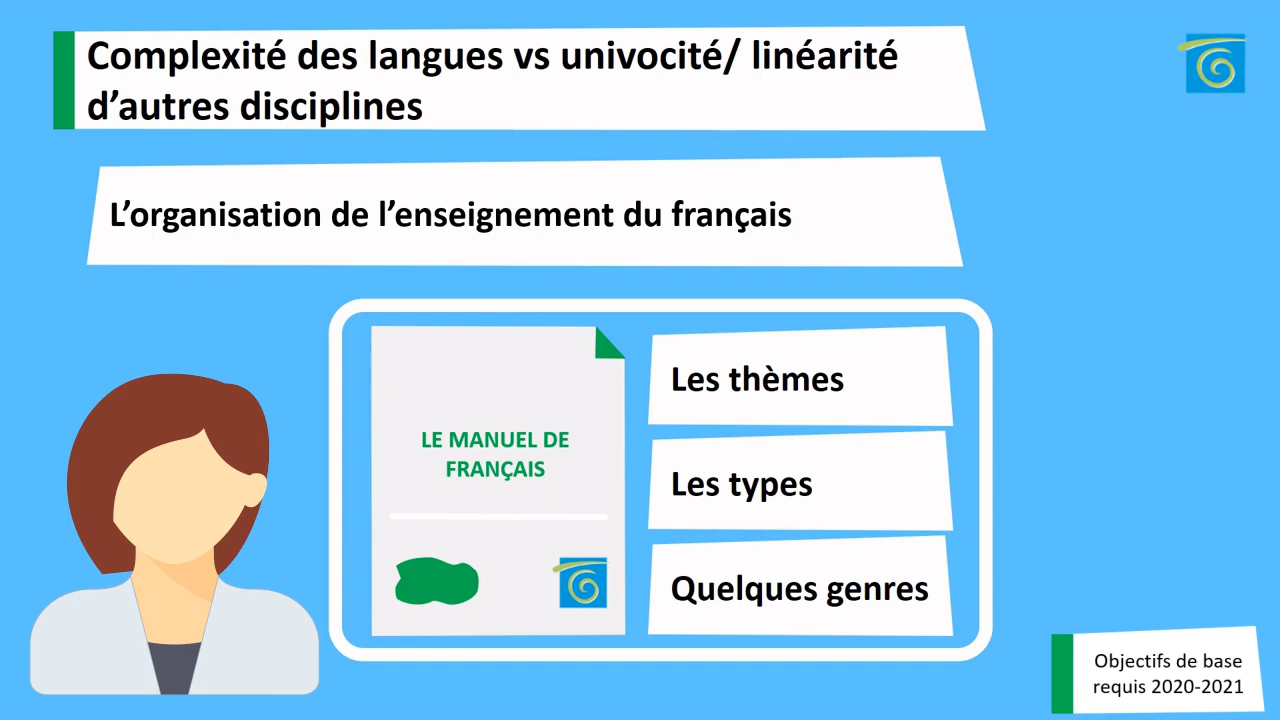 Complexité des langues vs univocité/ linéarité
d’autres disciplines
L’organisation de l’enseignement du français
LE MANUEL DE
FRANÇAIS
Les thèmes
Les types
Quelques genres
Objectifs de base
requis 2020-2021